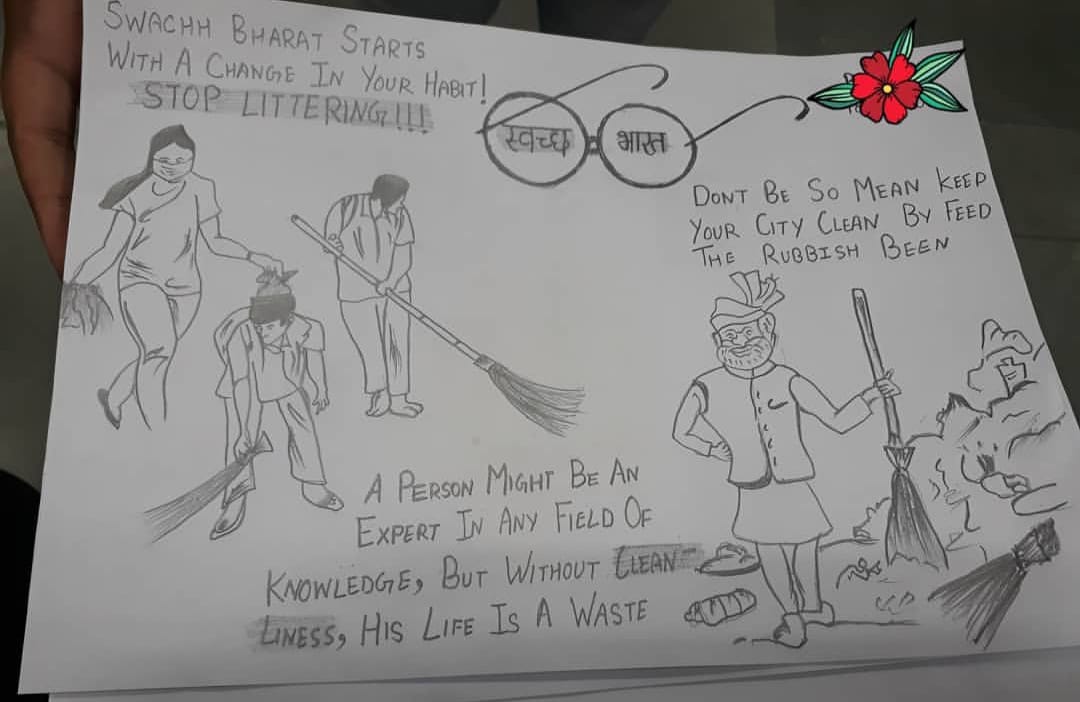 SWACHH BHARAT STARTS
WITH A CHANGE IN YOUR HABIT!
STOP LITTERING!!!
स्वच्छ भारत
DONT BE SO MEAN KEEP
YOUR CITY CLEAN BY FEED
THE RUBBISH BEEN
A PERSON MIGHT BE AN
EXPERT IN ANY FIELD OF
KNOWLEDGE, BUT WITHOUT CLEAN-
LINESS, HIS LIFE IS A WASTE